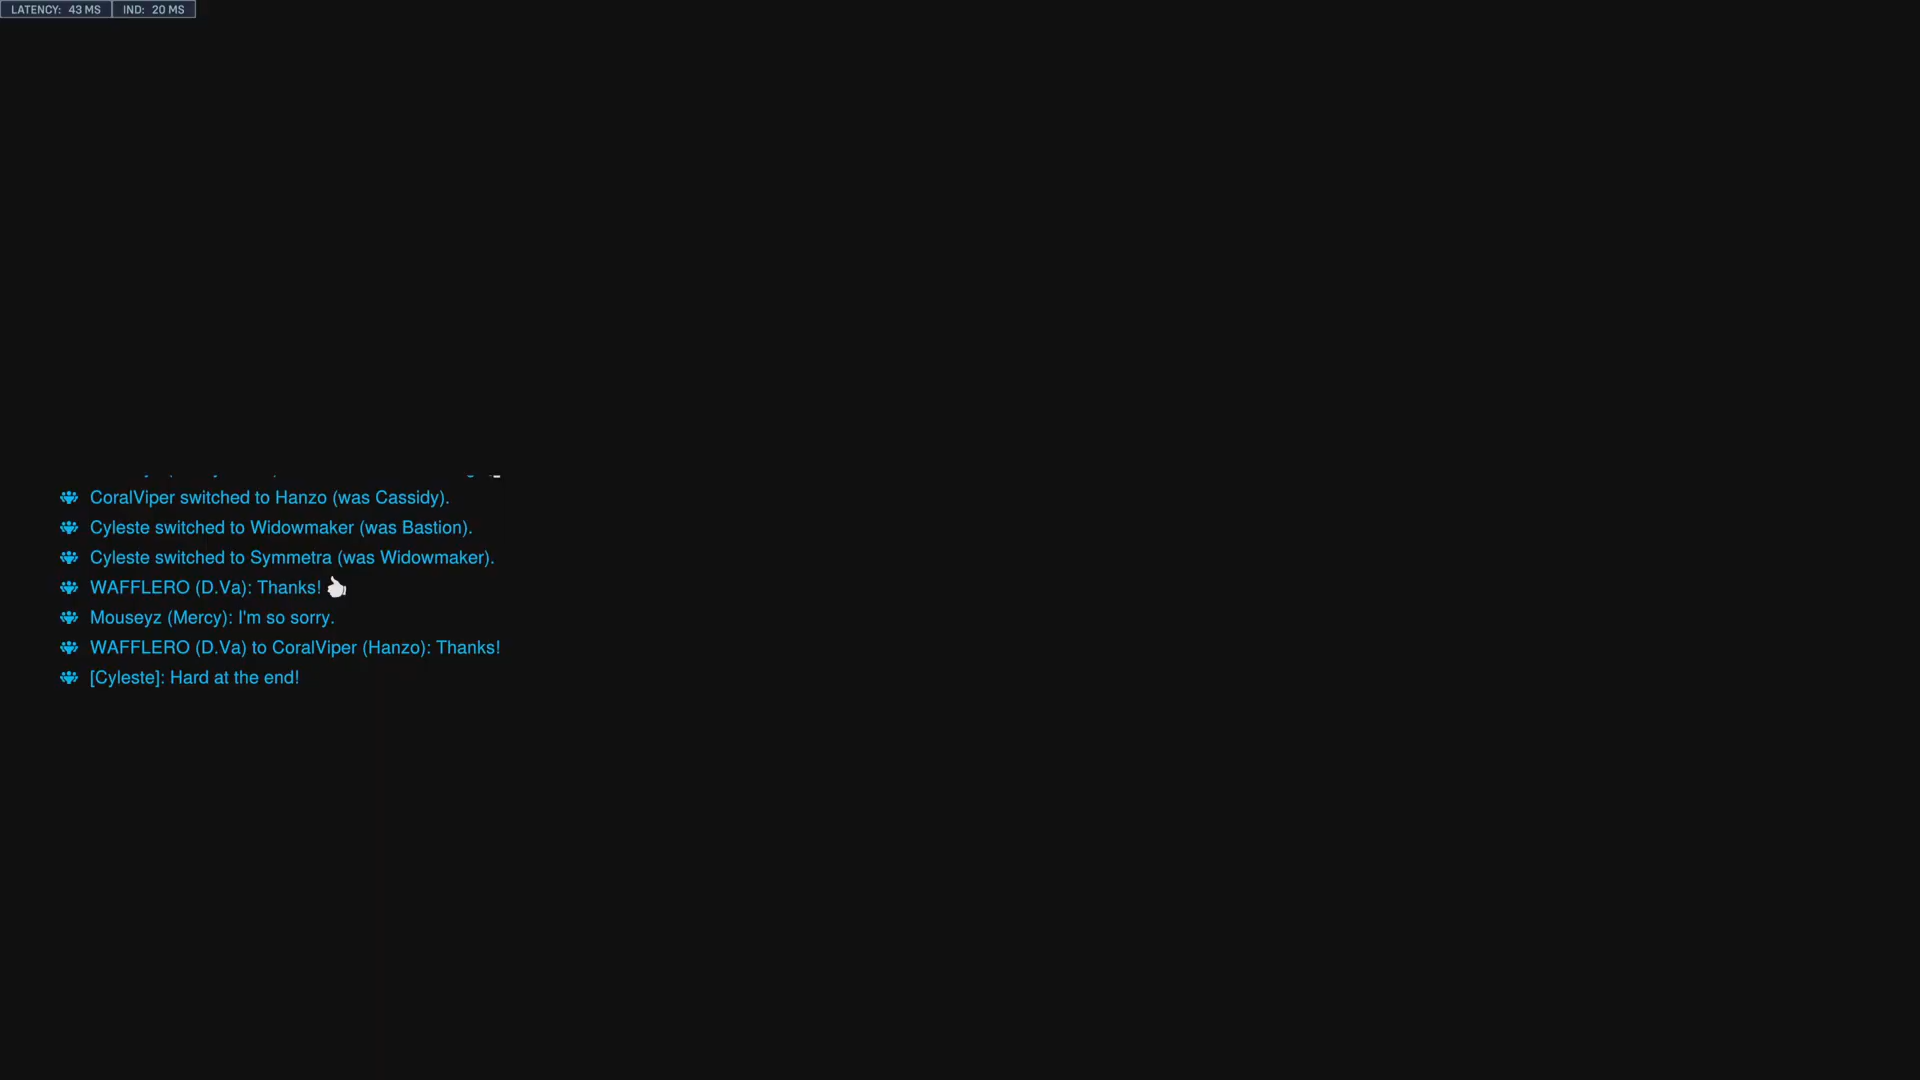 LATENCY: 43 MS IND: 20 MS
CoralViper switched to Hanzo (was Cassidy).
Cyleste switched to Widowmaker (was Bastion).
Cyleste switched to Symmetra (was Widowmaker).
WAFFLERO (D.Va): Thanks!
Mouseyz (Mercy): I'm so sorry.
WAFFLERO (D.Va) to CoralViper (Hanzo): Thanks!
[Cyleste]: Hard at the end!